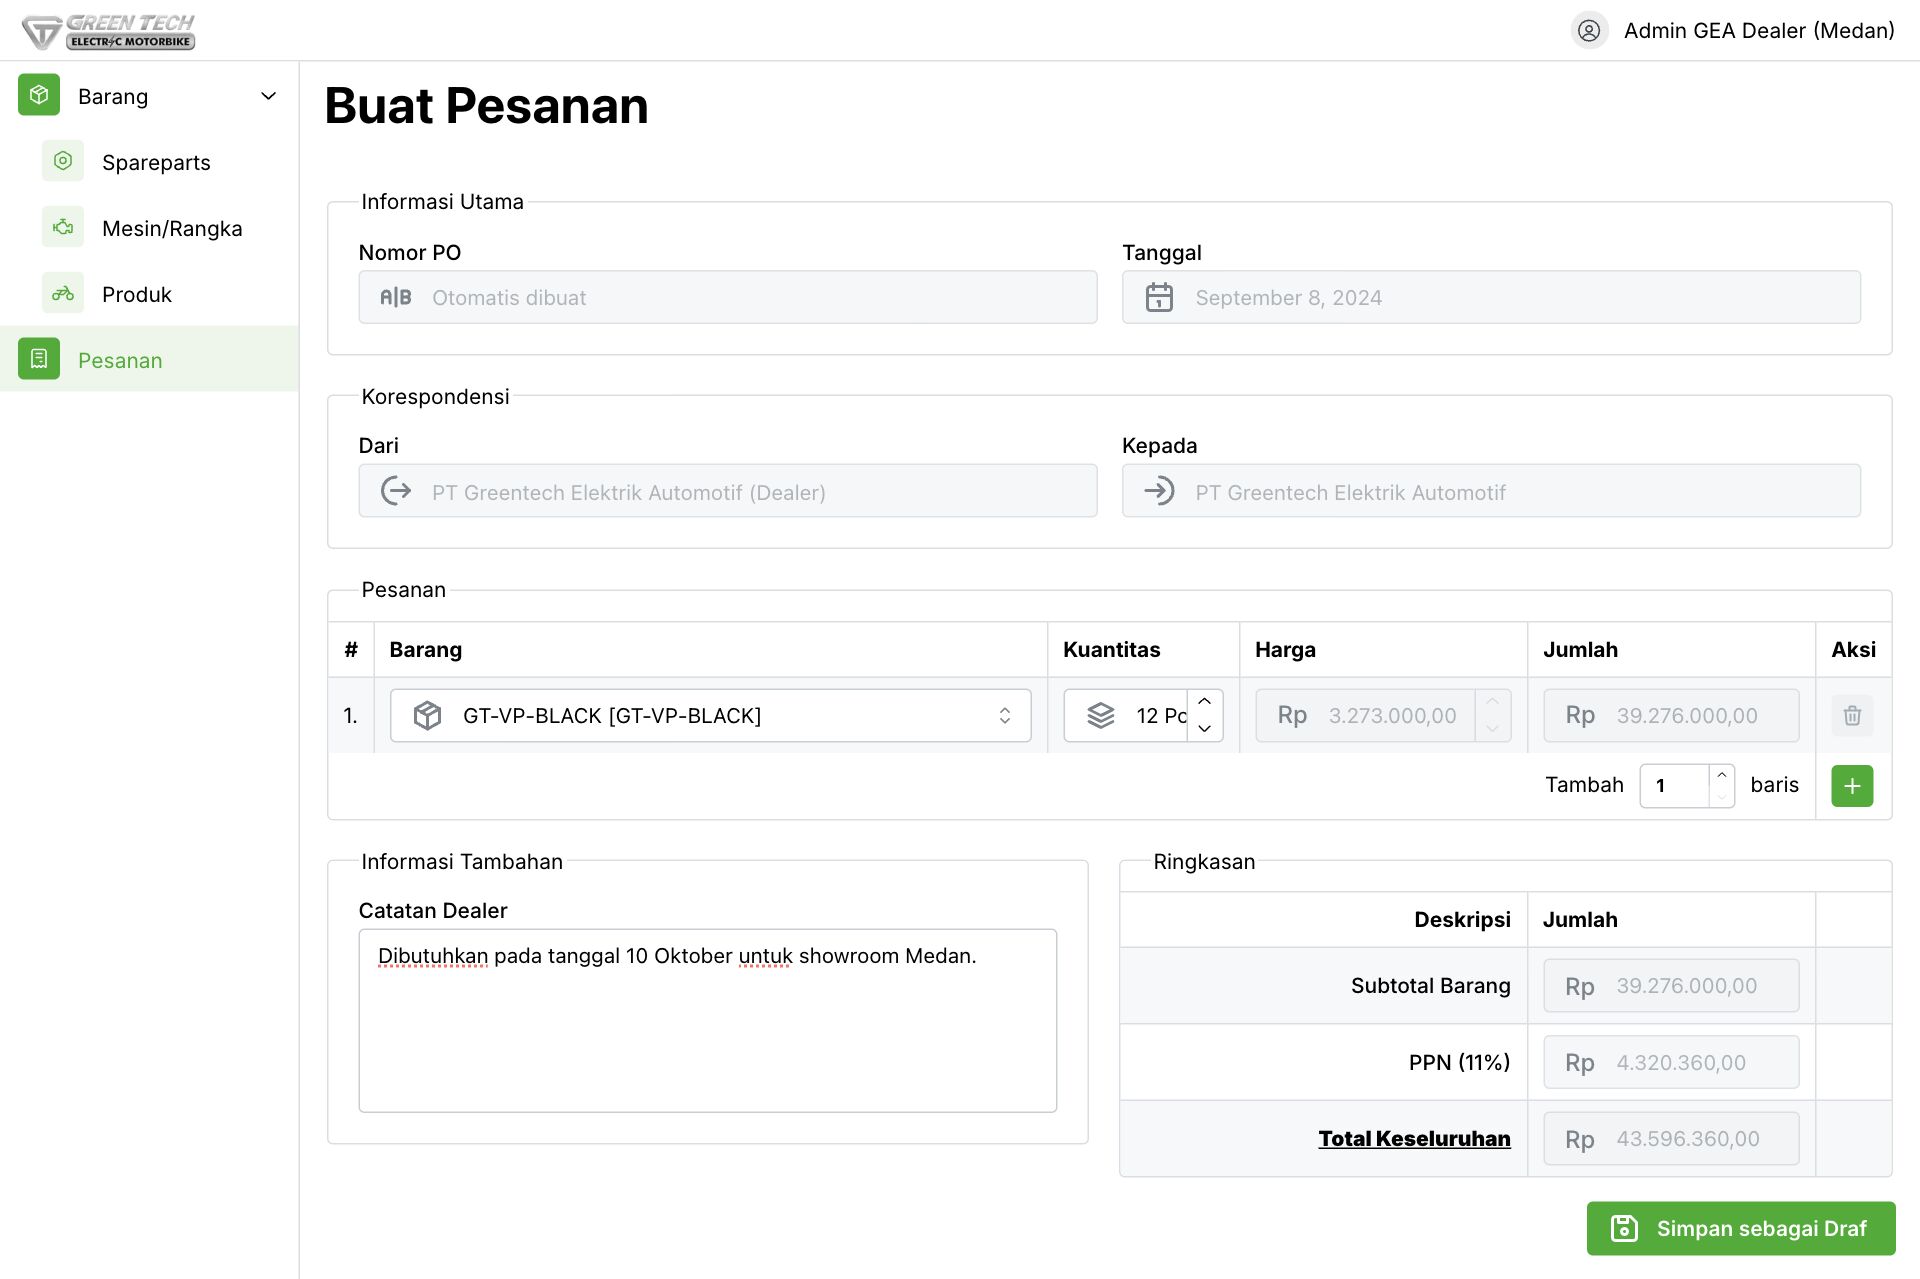 GREEN TECH
ELECTRIC MOTORBIKE
Admin GEA Dealer (Medan)
Barang
Spareparts
Mesin/Rangka
Produk
Pesanan
Buat Pesanan
Informasi Utama
Nomor PO
Tanggal
A|B Otomatis dibuat
1 September 8, 2024
Korespondensi
Dari
Kepada
PT Greentech Elektrik Automotif (Dealer)
PT Greentech Elektrik Automotif
Pesanan
# Barang Kuantitas Harga Jumlah Aksi
1. GT-VP-BLACK [GT-VP-BLACK] 12 Pc Rp 3.273.000,00 Rp 39.276.000,00
Tambah 1 baris
Informasi Tambahan
Catatan Dealer
Dibutuhkan pada tanggal 10 Oktober untuk showroom Medan.
Ringkasan
Deskripsi Jumlah
Subtotal Barang Rp 39.276.000,00
PPN (11%) Rp 4.320.360,00
Total Keseluruhan Rp 43.596.360,00
Simpan sebagai Draf